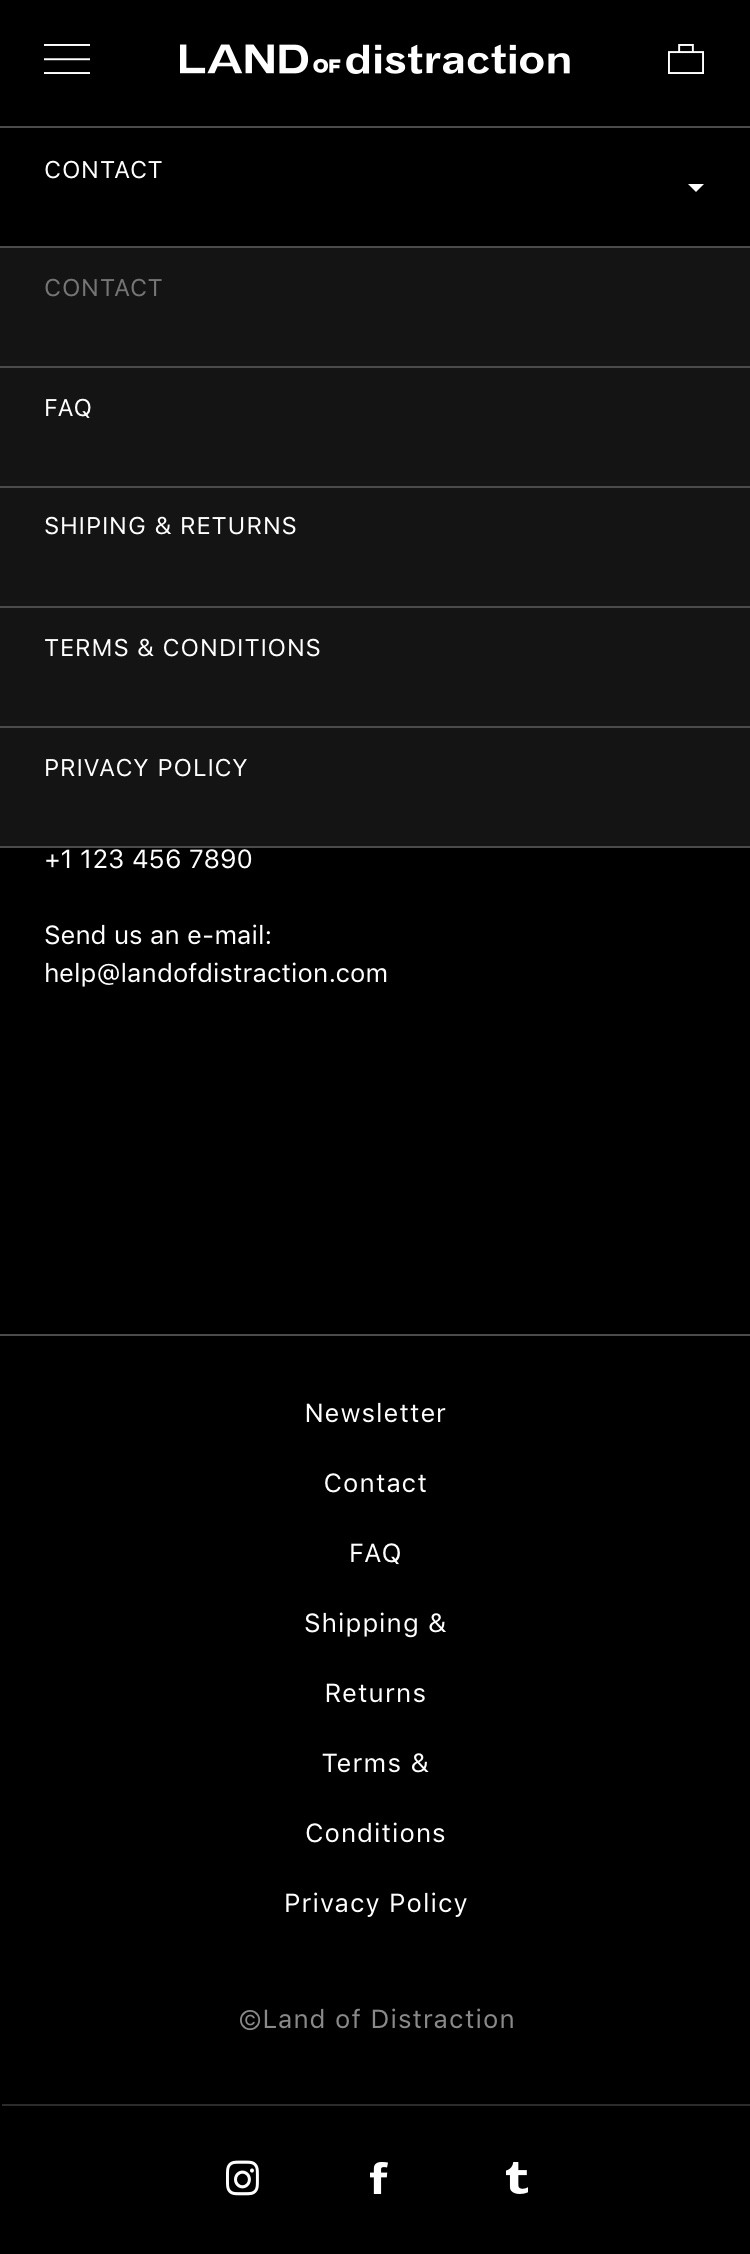 LAND OF distraction
CONTACT
CONTACT
FAQ
SHIPING & RETURNS
TERMS & CONDITIONS
PRIVACY POLICY
+1 123 456 7890
Send us an e-mail:
help@landofdistraction.com
Newsletter
Contact
FAQ
Shipping &
Returns
Terms &
Conditions
Privacy Policy
©Land of Distraction